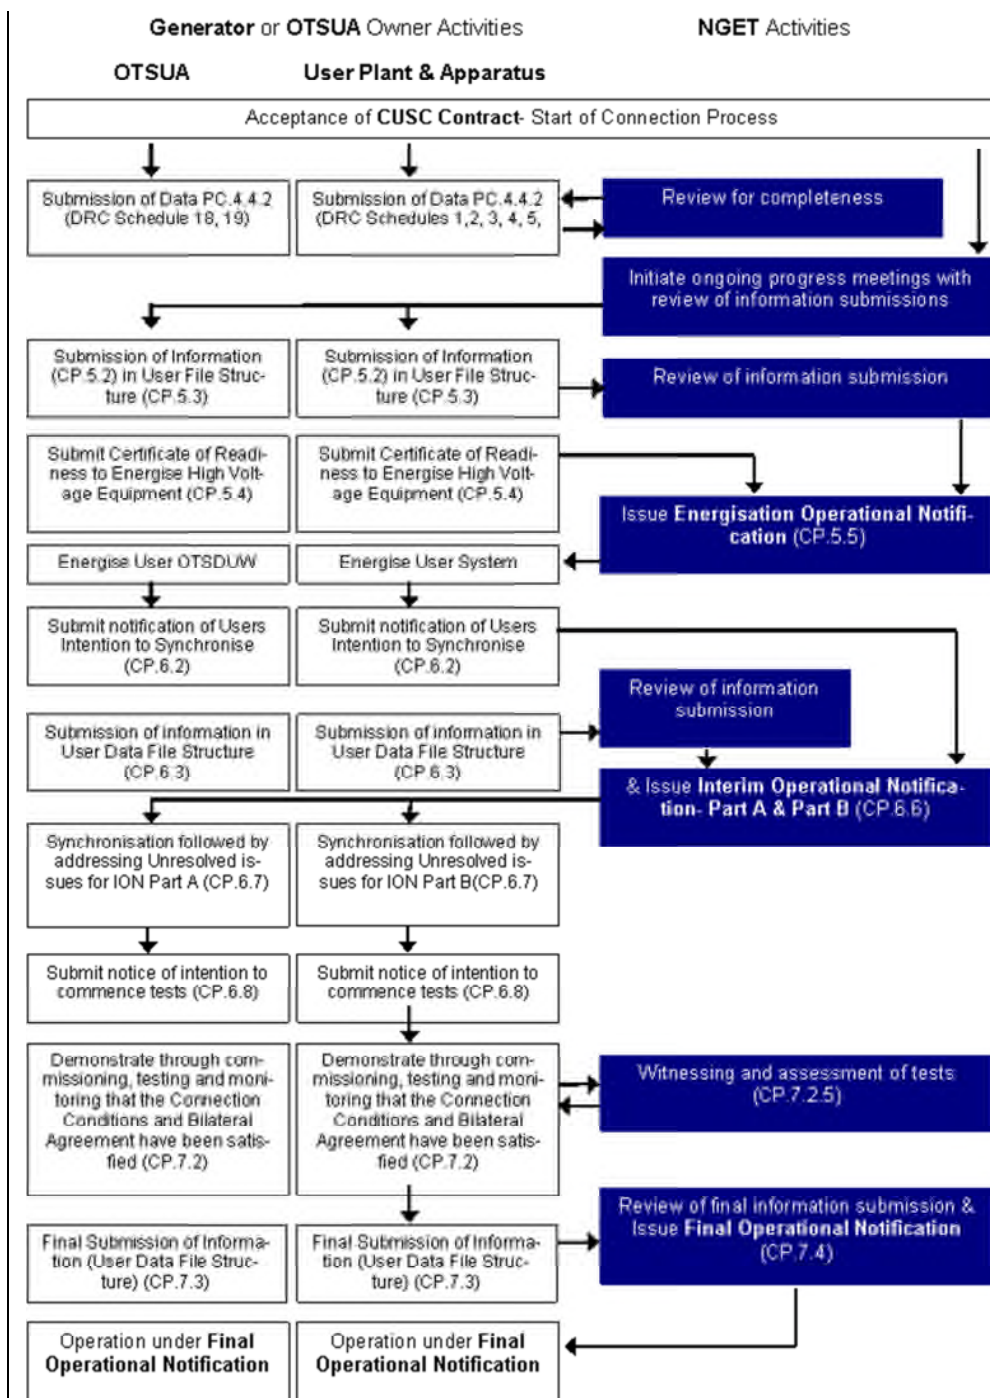 Generator or OTSUA Owner Activities
NGET Activities
OTSUA
User Plant & Apparatus
Acceptance of CUSC Contract- Start of Connection Process
Submission of Data PC.4.4.2
(DRC Schedule 18, 19)
Submission of Data PC.4.4.2
(DRC Schedules 1,2, 3, 4, 5,
Review for completeness
Initiate ongoing progress meetings with
review of information submissions
Submission of Information
(CP.5.2) in User File Struc-
ture (CP.5.3)
Submission of Information
(CP.5.2) in User File Struc-
ture (CP.5.3)
Review of information submission
Submit Certificate of Readi-
ness to Energise High Volt-
age Equipment (CP.5.4)
Submit Certificate of Readi-
ness to Energise High Volt-
age Equipment (CP.5.4)
Issue Energisation Operational Notifi-
cation (CP.5.5)
Energise User OTSDUW
Energise User System
Submit notification of Users
Intention to Synchronise
(CP.6.2)
Submit notification of Users
Intention to Synchronise
(CP.6.2)
Review of information
submission
Submission of information in
User Data File Structure
(CP.6.3)
Submission of information in
User Data File Structure
(CP.6.3)
& Issue Interim Operational Notifica-
tion- Part A & Part B (CP.6.6)
Synchronisation followed by
addressing Unresolved is-
sues for ION Part A (CP.6.7)
Synchronisation followed by
addressing Unresolved is-
sues for ION Part B(CP.6.7)
Submit notice of intention to
commence tests (CP.6.8)
Submit notice of intention to
commence tests (CP.6.8)
Demonstrate through com-
missioning, testing and moni-
toring that the Connection
Conditions and Bilateral
Agreement have been satis-
fied (CP.7.2)
Demonstrate through com-
missioning, testing and moni-
toring that the Connection
Conditions and Bilateral
Agreement have been satis-
fied (CP.7.2)
Witnessing and assessment of tests
(CP.7.2.5)
Final Submission of Informa-
tion (User Data File Struc-
ture) (CP.7.3)
Final Submission of Informa-
tion (User Data File Struc-
ture) (CP.7.3)
Review of final information submission &
Issue Final Operational Notification
(CP.7.4)
Operation under Final
Operational Notification
Operation under Final
Operational Notification